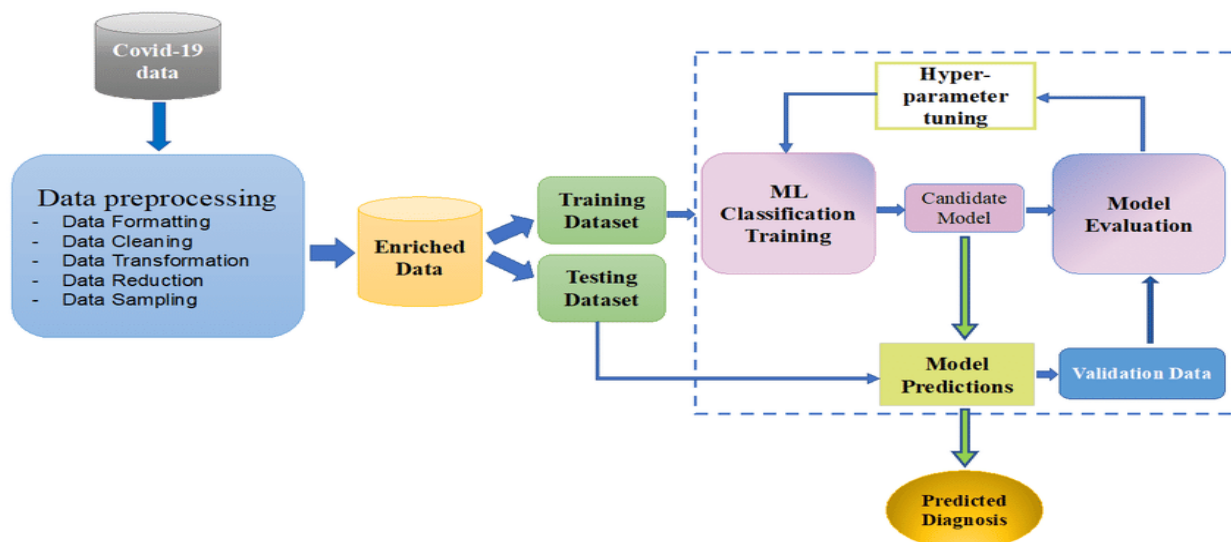 Covid-19
data
Data preprocessing
- Data Formatting
- Data Cleaning
- Data Transformation
- Data Reduction
- Data Sampling
Enriched
Data
Training
Dataset
Testing
Dataset
Hyper-
parameter
tuning
ML
Classification
Training
Candidate
Model
Model
Evaluation
Model
Predictions
Validation Data
Predicted
Diagnosis